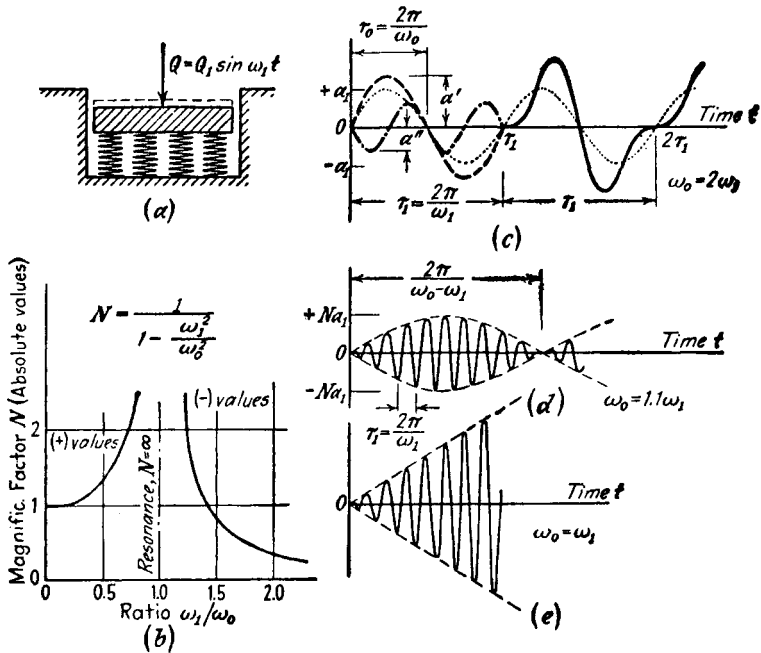 Q=Q₁ sin ω₁t
(a)
τ₀ = 2π/ω₀
+a₁
0
-a₁
a'
a"
τ₁
Time t
2τ₁
τ₁ = 2π/ω₁
τ₁
ω₀=2ω₁
(c)
Magnific. Factor N (Absolute values)
N = 1/(1 - ω₁²/ω₀²)
(+) values
Resonance, N=∞
(-) values
2
1
0
0 0.5 1.0 1.5 2.0
Ratio ω₁/ω₀
(b)
2π/(ω₀-ω₁)
+Na₁
0
-Na₁
Time t
(d)
ω₀=1.1ω₁
τ₁=2π/ω₁
0
Time t
ω₀=ω₁
(e)